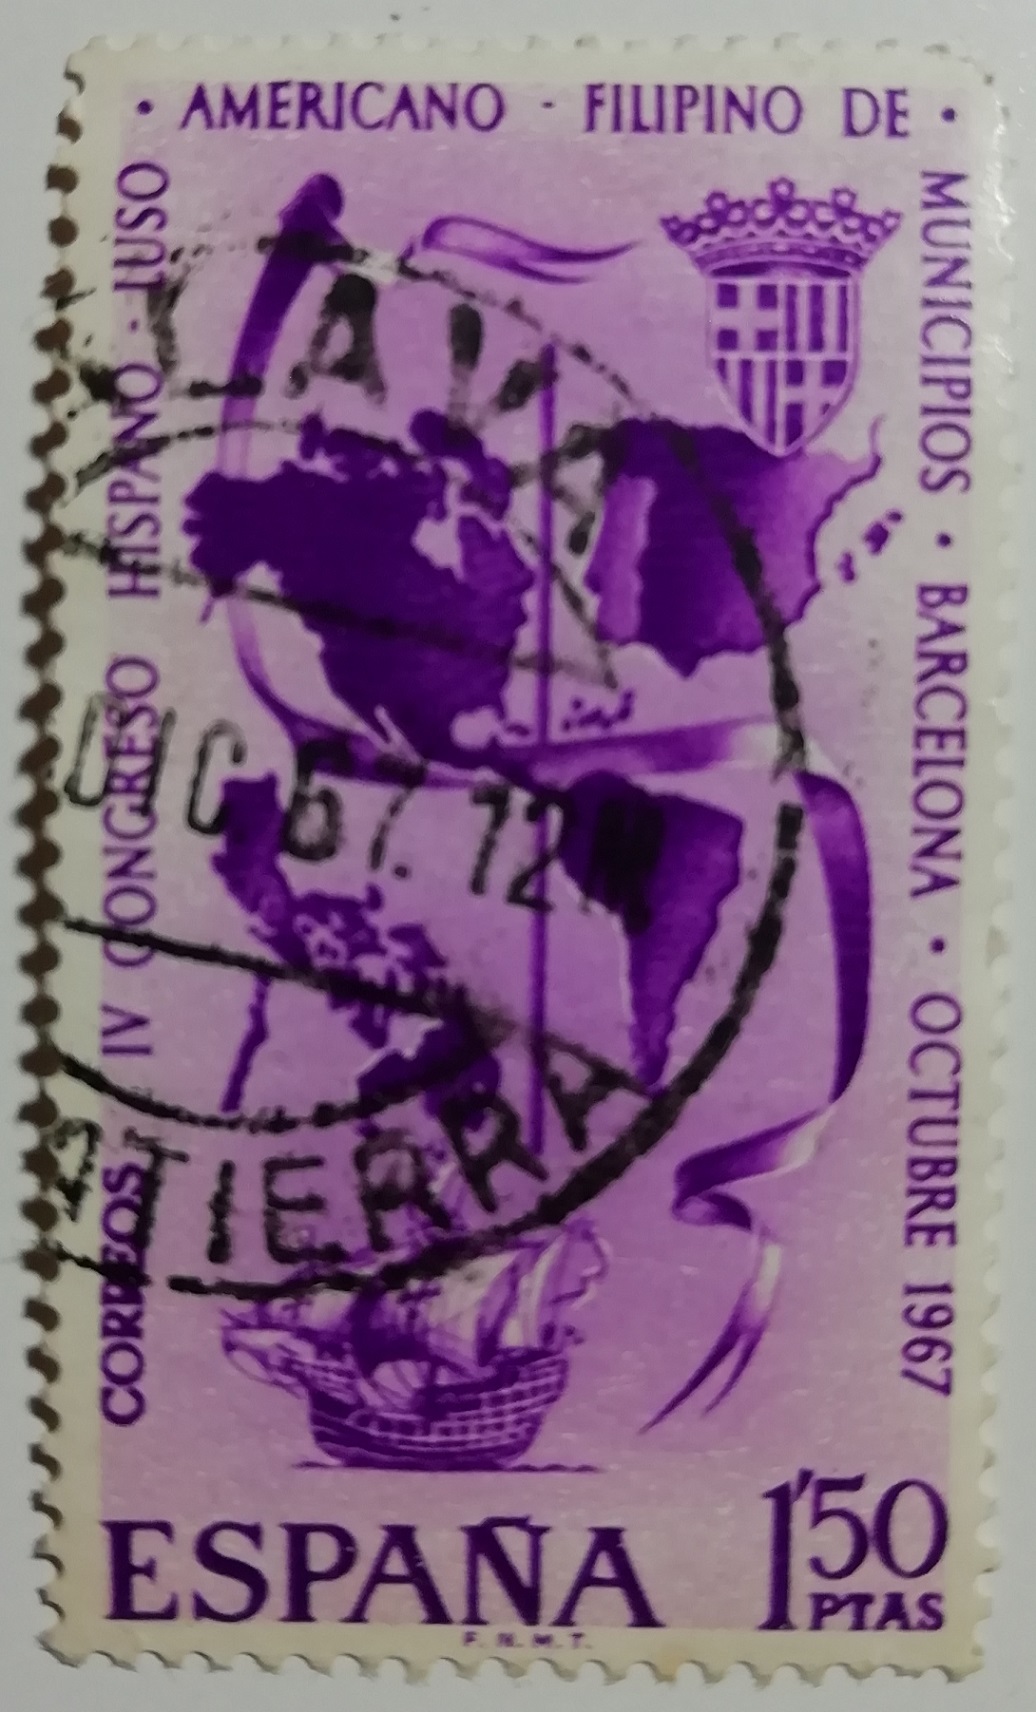 CORREOS IV CONGRESO HISPANO - LUSO
• AMERICANO - FILIPINO DE •
MUNICIPIOS • BARCELONA • OCTUBRE 1967
DIC 67.12
TIERRA
ESPAÑA
1'50
PTAS
F.N.M.T.